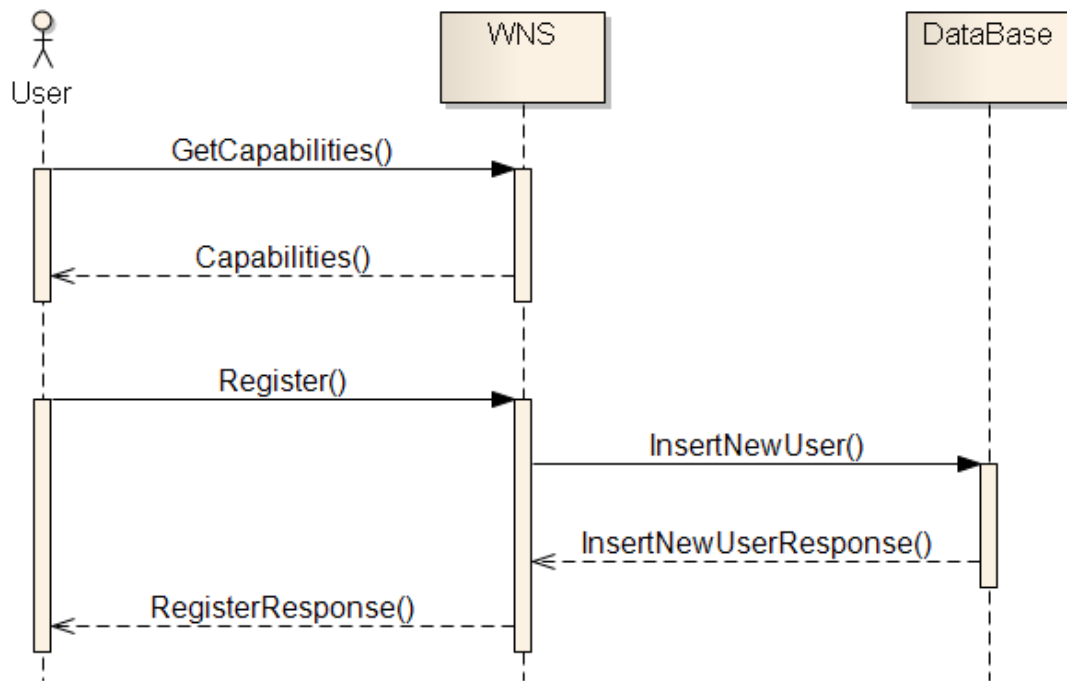 User
WNS
DataBase
GetCapabilities()
Capabilities()
Register()
InsertNewUser()
InsertNewUserResponse()
RegisterResponse()